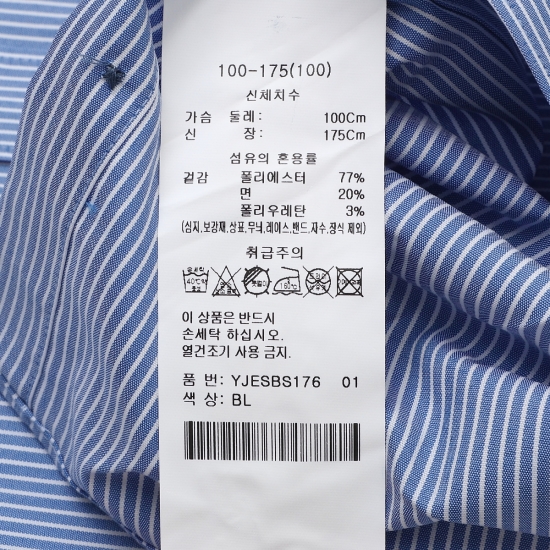 100-175(100)
신체치수
가슴 둘레: 100Cm
신 장: 175Cm
섬유의 혼용률
겉감 폴리에스터 77%
면 20%
폴리우레탄 3%
(심지,보강재,상표,무늬,레이스,밴드,자수,장식 제외)
취급주의
이 상품은 반드시
손세탁 하십시오.
열건조기 사용 금지.
품 번: YJESBS176 01
색 상: BL